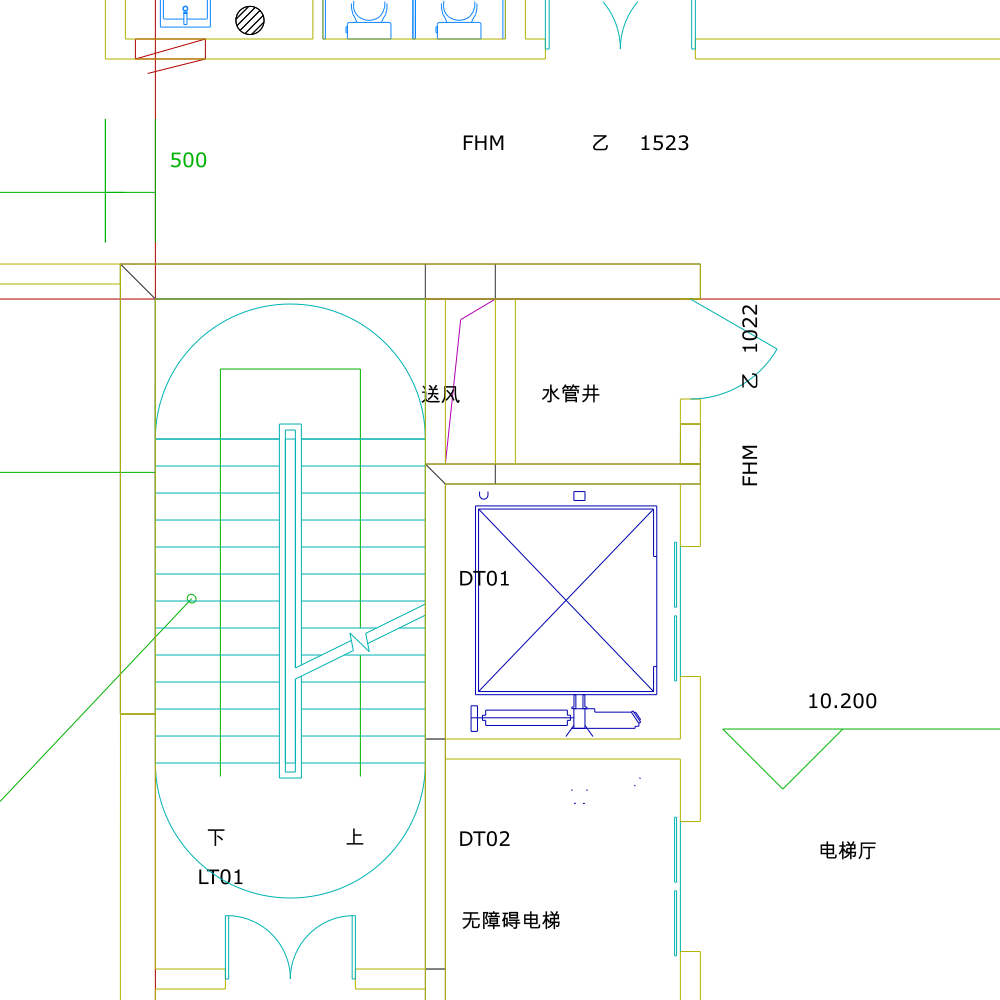 FHM 乙 1523
500
FHM 乙 1022
送风
水管井
DT01
10.200
下
上
DT02
电梯厅
LT01
无障碍电梯